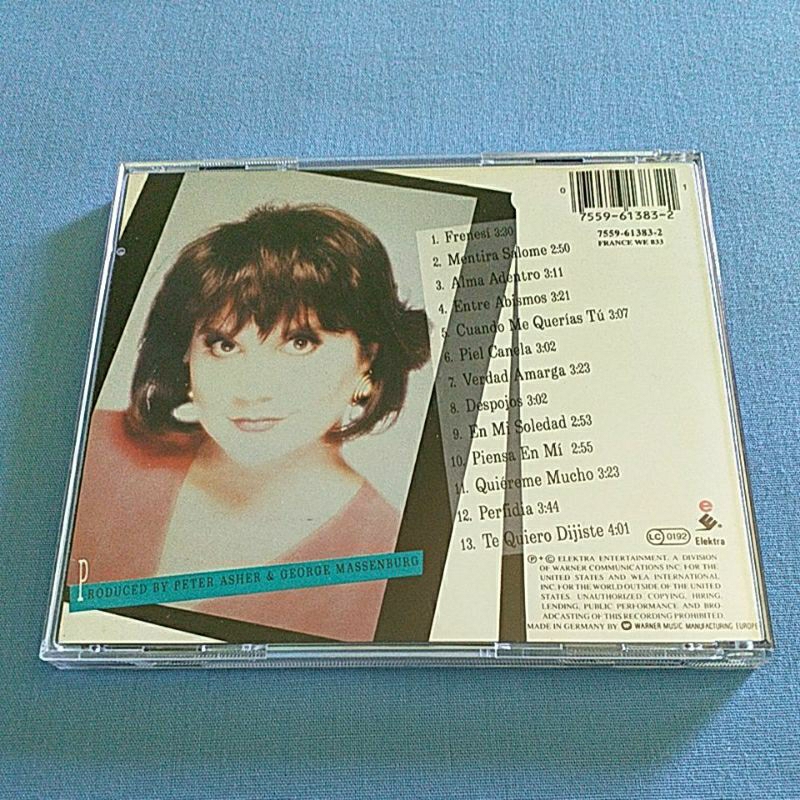 0
1
7559-61383-2
7559-61383-2
FRANCE WE 833
1. Frenesí 3:30
2. Mentira Salome 2:50
3. Alma Adentro 3:11
4. Entre Abismos 3:21
5. Cuando Me Querías Tú 3:07
6. Piel Canela 3:02
7. Verdad Amarga 3:23
8. Despojos 3:02
9. En Mi Soledad 2:53
10. Piensa En Mí 2:55
11. Quiéreme Mucho 3:23
12. Perfidia 3:44
13. Te Quiero Dijiste 4:01
PRODUCED BY PETER ASHER & GEORGE MASSENBURG
e
LC 0192
Elektra
℗ + © ELEKTRA ENTERTAINMENT, A DIVISION
OF WARNER COMMUNICATIONS INC. FOR THE
UNITED STATES AND WEA INTERNATIONAL
INC. FOR THE WORLD OUTSIDE OF THE UNITED
STATES. UNAUTHORIZED COPYING, HIRING,
LENDING, PUBLIC PERFORMANCE AND BRO-
ADCASTING OF THIS RECORDING PROHIBITED.
MADE IN GERMANY BY WARNER MUSIC MANUFACTURING EUROPE